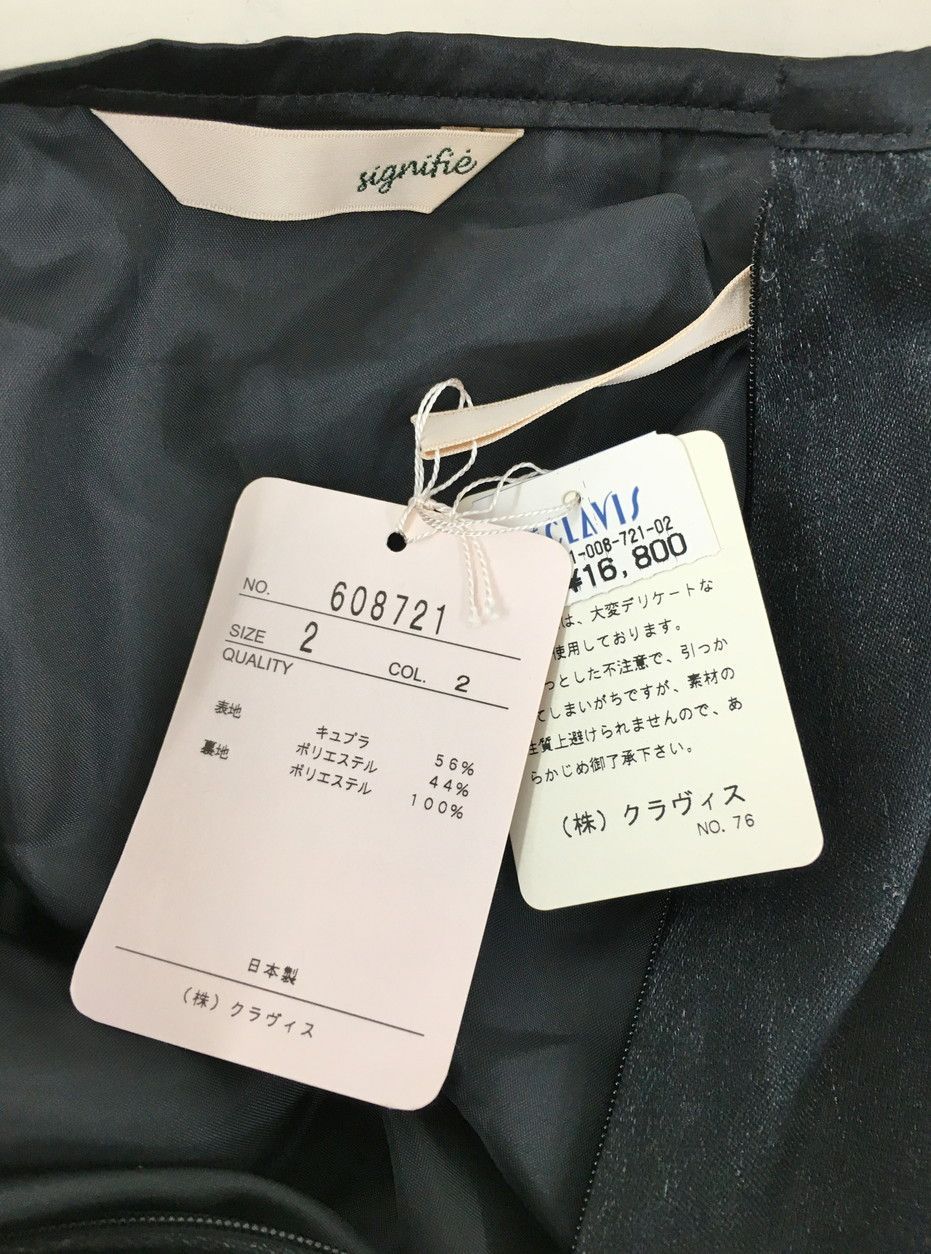 signifié
NO. 608721
SIZE 2 COL. 2
QUALITY
表地 キュプラ 56%
ポリエステル 44%
裏地 ポリエステル 100%
日本製
(株) クラヴィス
CLAVIS
1-008-721-02
¥16,800
は、大変デリケートな
使用しております。
っとした不注意で、引っか
てしまいがちですが、素材の
性質上避けられませんので、あ
らかじめ御了承下さい。
(株) クラヴィス
NO. 76